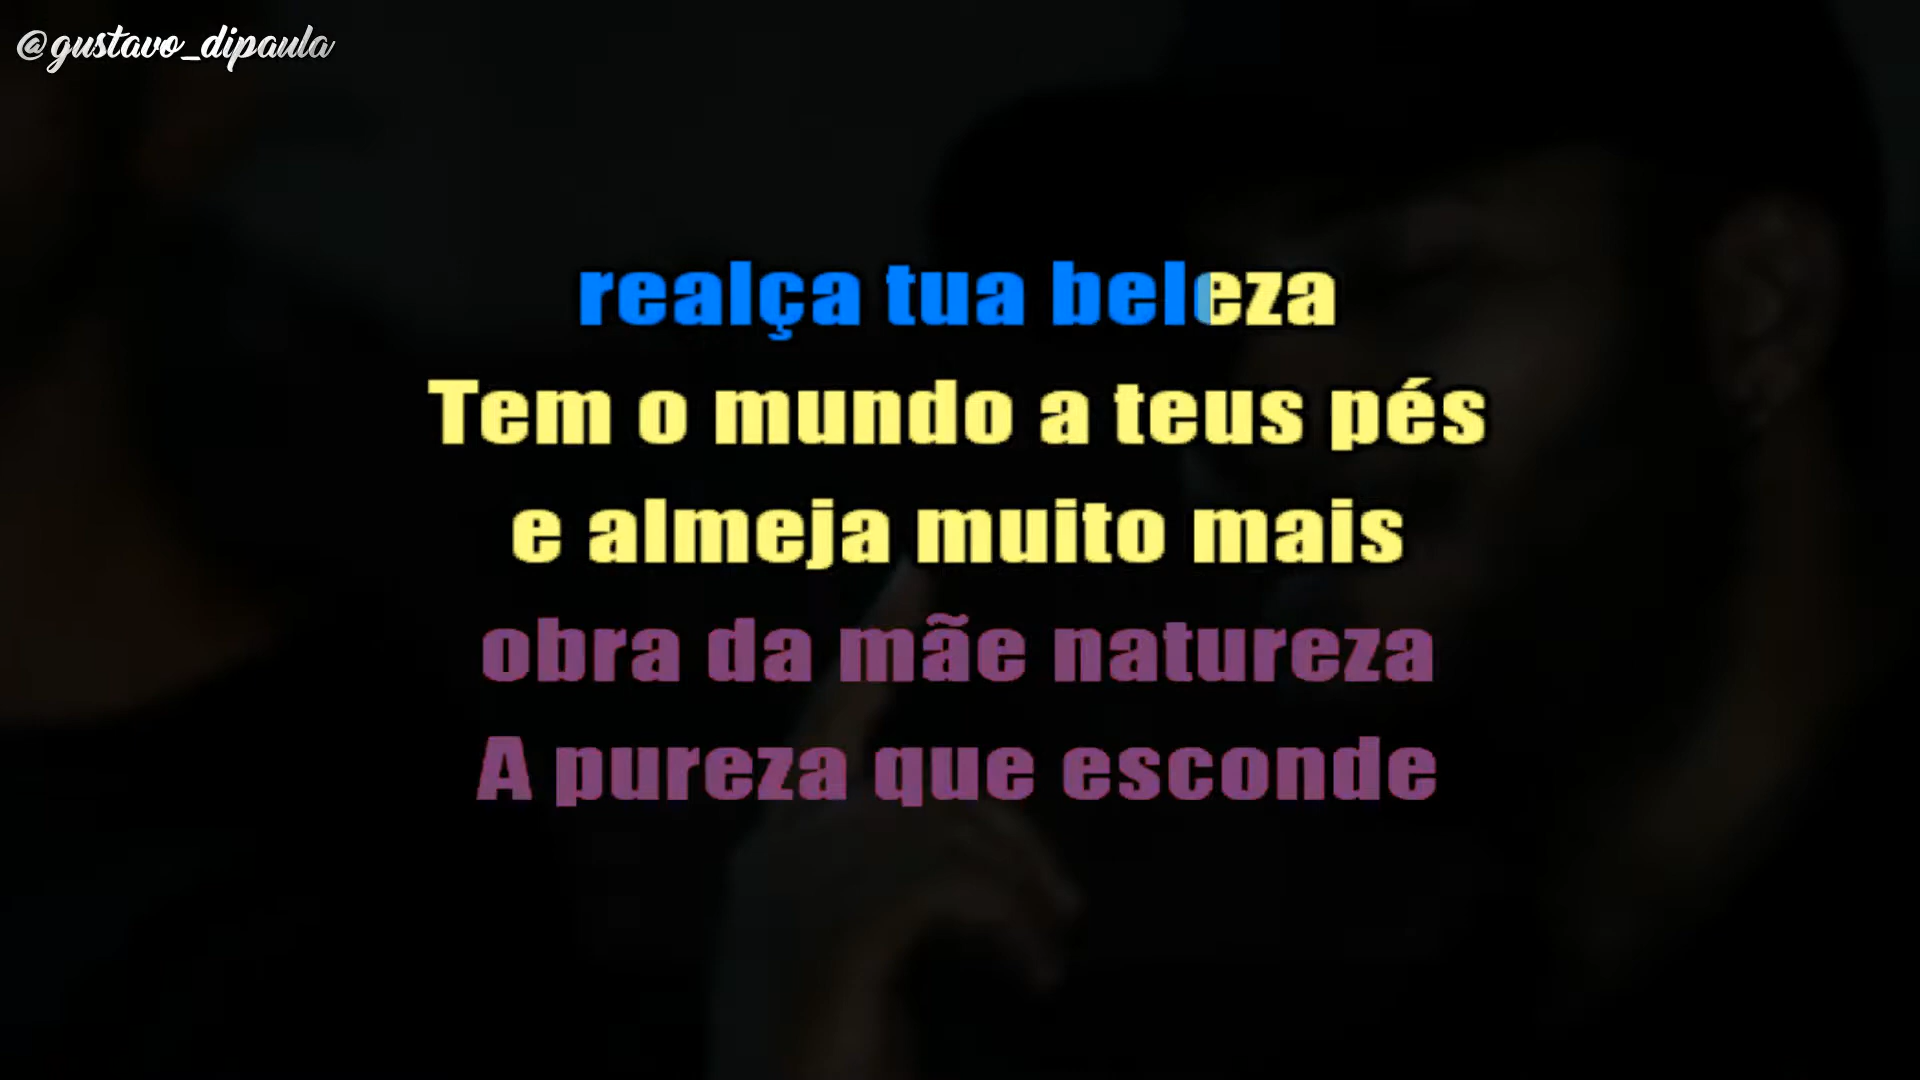 @gustavo_dipaula
realça tua beleza
Tem o mundo a teus pés
e almeja muito mais
obra da mãe natureza
A pureza que esconde